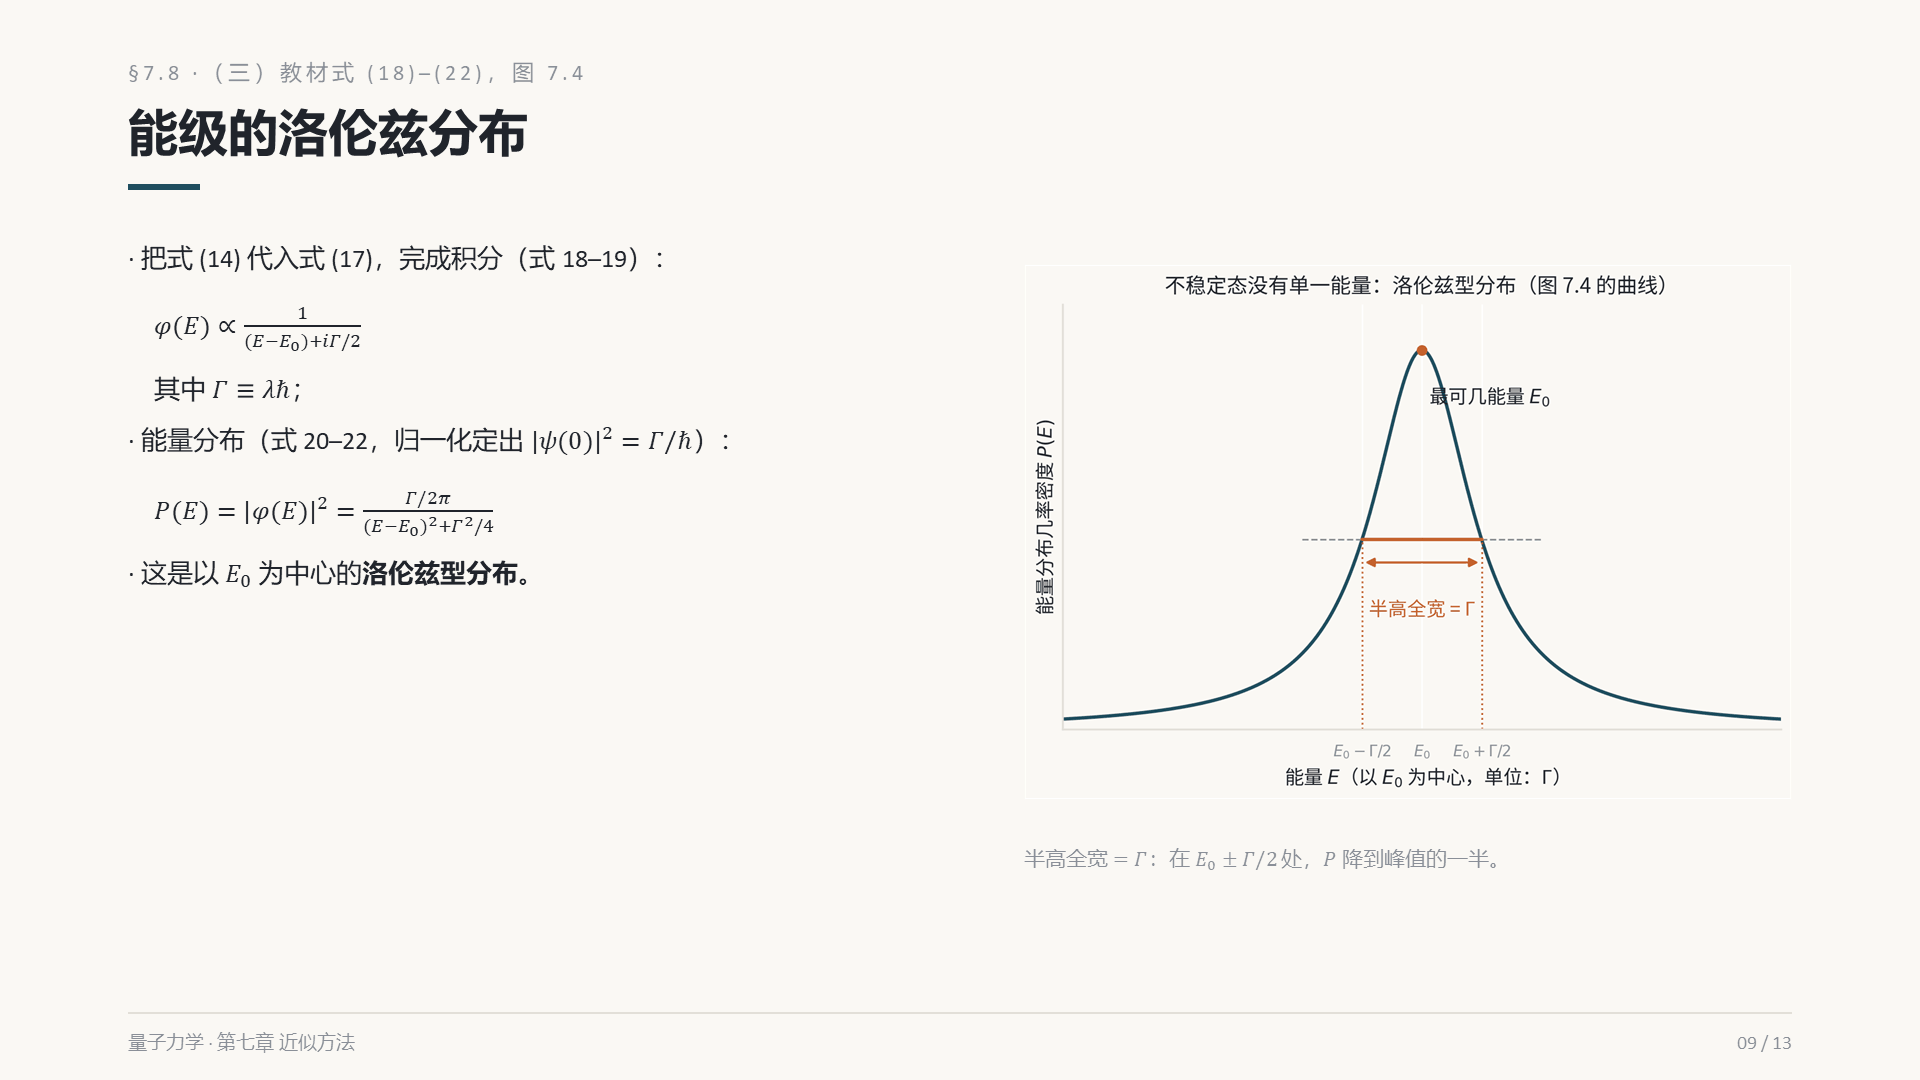 §7.8 ·（三）教材式 (18)–(22)，图 7.4
能级的洛伦兹分布
· 把式 (14) 代入式 (17)，完成积分（式 18–19）：
φ(E) ∝ 1/((E−E₀)+iΓ/2)
其中 Γ ≡ λℏ；
· 能量分布（式 20–22，归一化定出 |ψ(0)|² = Γ/ℏ）：
P(E) = |φ(E)|² = (Γ/2π)/((E−E₀)²+Γ²/4)
· 这是以 E₀ 为中心的洛伦兹型分布。
不稳定态没有单一能量：洛伦兹型分布（图 7.4 的曲线）
能量分布几率密度 P(E)
最可几能量 E₀
半高全宽 = Γ
E₀ − Γ/2 E₀ E₀ + Γ/2
能量 E（以 E₀ 为中心，单位：Γ）
半高全宽 = Γ：在 E₀ ± Γ/2 处，P 降到峰值的一半。
量子力学 · 第七章 近似方法
09 / 13